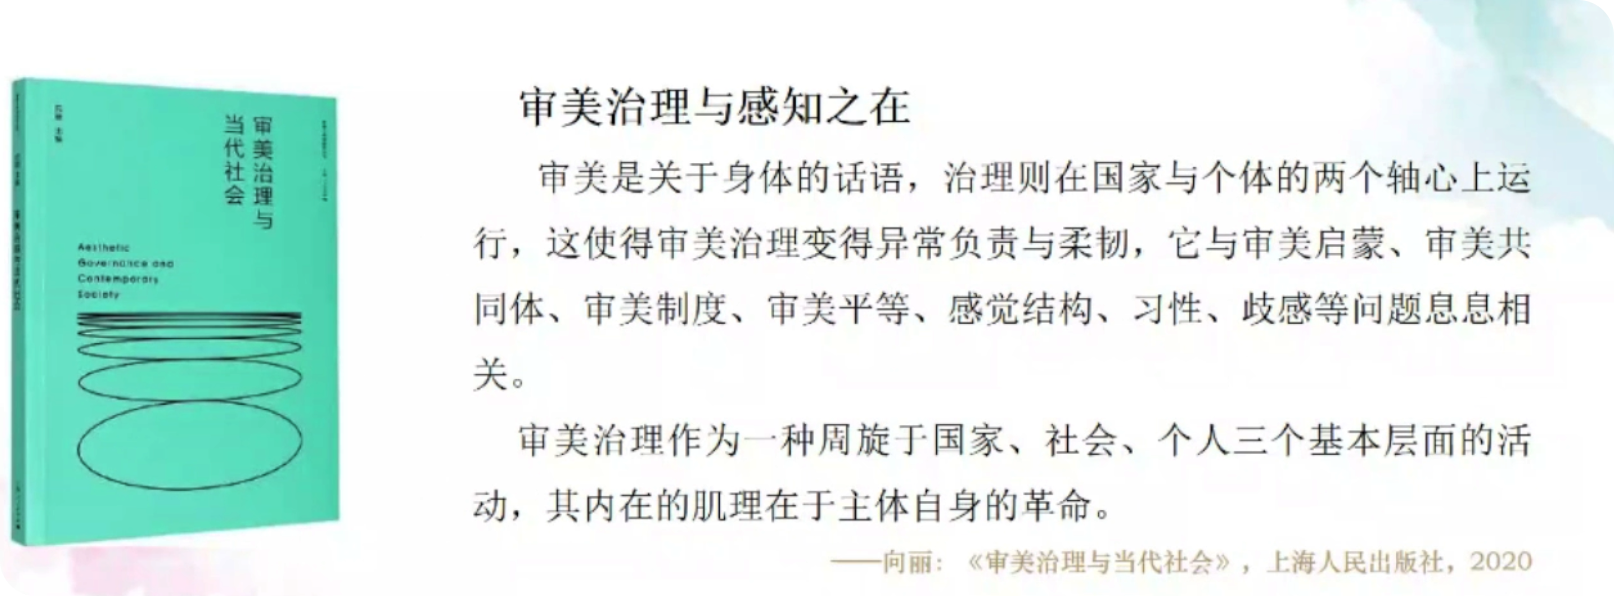 审美治理与
当代社会
Aesthetic
Governance and
Contemporary
Society
审美治理与感知之在
审美是关于身体的话语，治理则在国家与个体的两个轴心上运
行，这使得审美治理变得异常负责与柔韧，它与审美启蒙、审美共
同体、审美制度、审美平等、感觉结构、习性、歧感等问题息息相
关。
审美治理作为一种周旋于国家、社会、个人三个基本层面的活
动，其内在的肌理在于主体自身的革命。
——向丽：《审美治理与当代社会》，上海人民出版社，2020